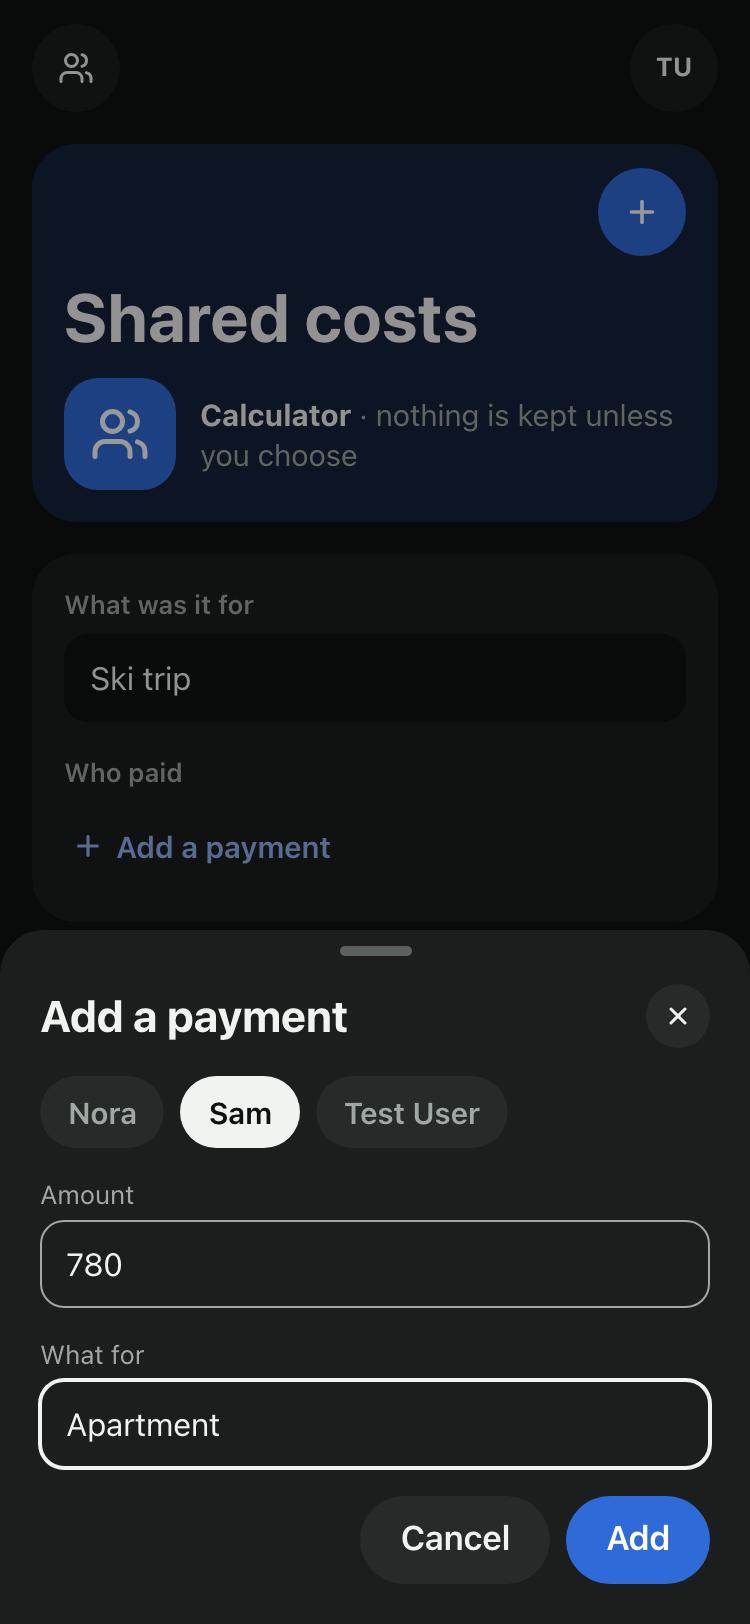 TU
Shared costs
Calculator · nothing is kept unless
you choose
What was it for
Ski trip
Who paid
+ Add a payment
Add a payment
Nora
Sam
Test User
Amount
780
What for
Apartment
Cancel
Add